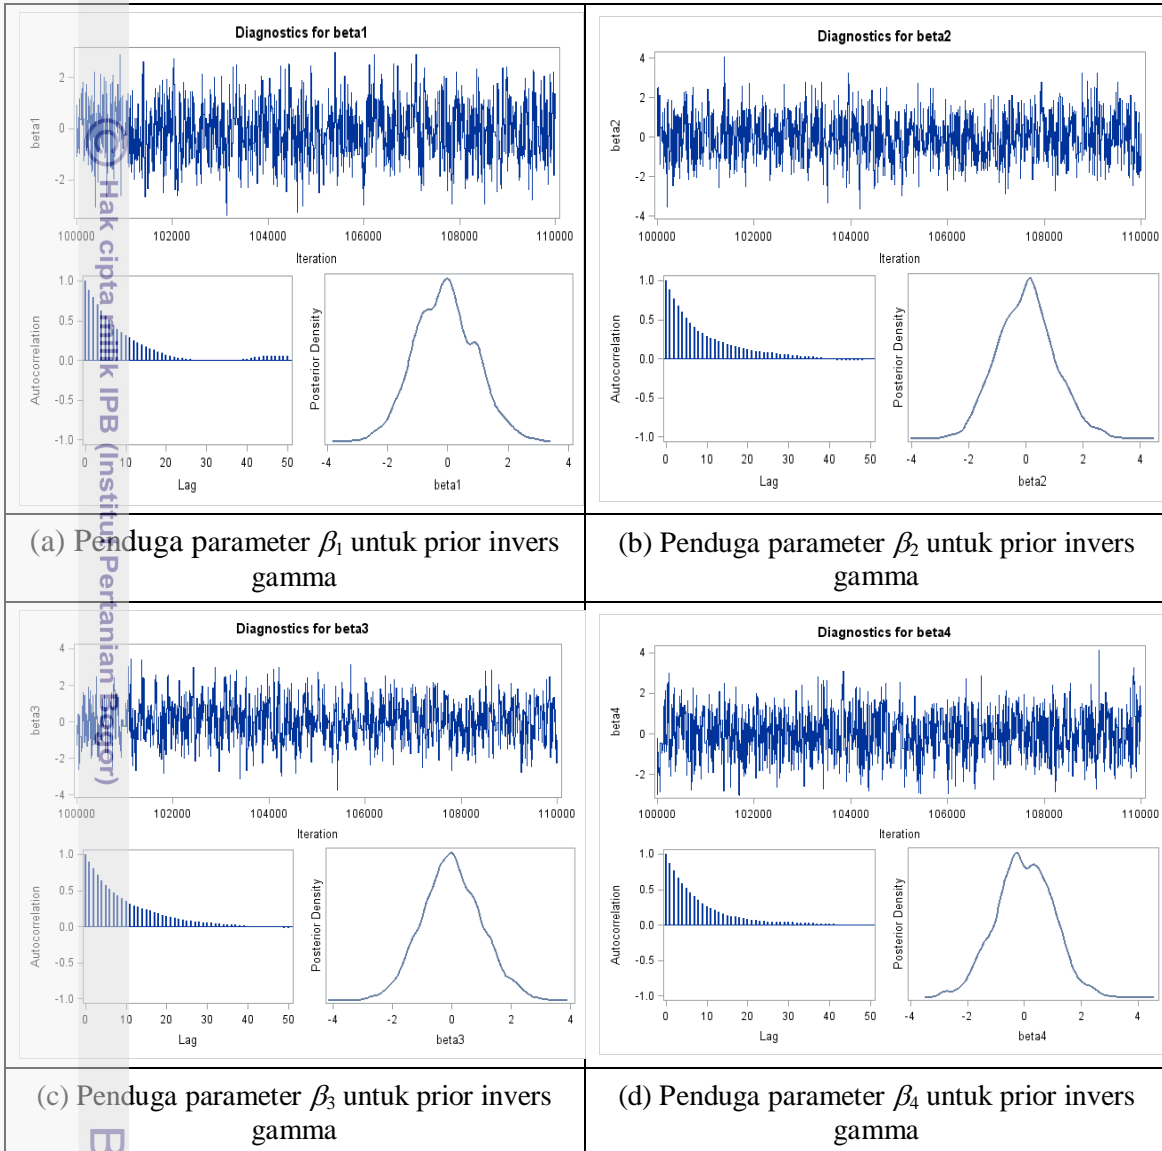 Diagnostics for beta1
2
0
-2
beta1
100000 102000 104000 106000 108000 110000
Iteration
1.0
0.5
0.0
-0.5
-1.0
Autocorrelation
0 10 20 30 40 50
Lag
Posterior Density
-4 -2 0 2 4
beta1
Diagnostics for beta2
4
2
0
-2
-4
beta2
100000 102000 104000 106000 108000 110000
Iteration
1.0
0.5
0.0
-0.5
-1.0
Autocorrelation
0 10 20 30 40 50
Lag
Posterior Density
-4 -2 0 2 4
beta2
(a) Penduga parameter β1 untuk prior invers
gamma
(b) Penduga parameter β2 untuk prior invers
gamma
Diagnostics for beta3
4
2
0
-2
-4
beta3
100000 102000 104000 106000 108000 110000
Iteration
1.0
0.5
0.0
-0.5
-1.0
Autocorrelation
0 10 20 30 40 50
Lag
Posterior Density
-4 -2 0 2 4
beta3
Diagnostics for beta4
4
2
0
-2
beta4
100000 102000 104000 106000 108000 110000
Iteration
1.0
0.5
0.0
-0.5
-1.0
Autocorrelation
0 10 20 30 40 50
Lag
Posterior Density
-4 -2 0 2 4
beta4
(c) Penduga parameter β3 untuk prior invers
gamma
(d) Penduga parameter β4 untuk prior invers
gamma
© Hak cipta milik IPB (Institut Pertanian Bogor)
B